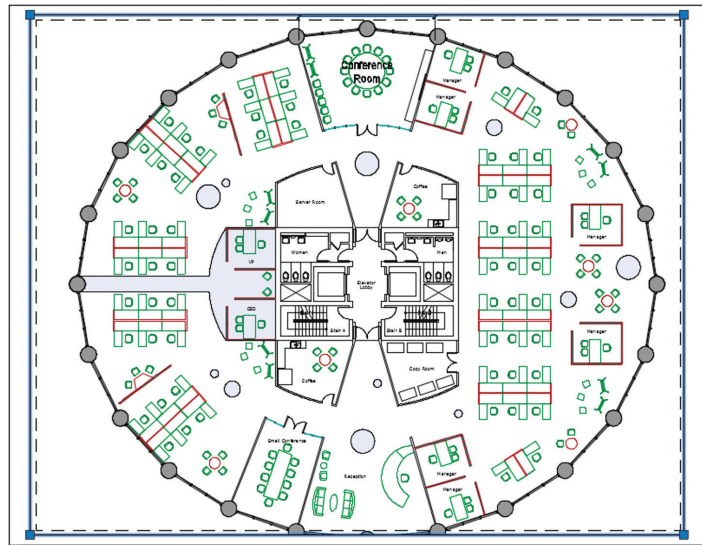 Conference
Room
Manager
Manager
Coffee
Server Room
Women
Men
Manager
VP
Elevator
Lobby
CEO
Stair A
Stair B
Manager
Coffee
Copy Room
Small Conference
Manager
Reception
Manager